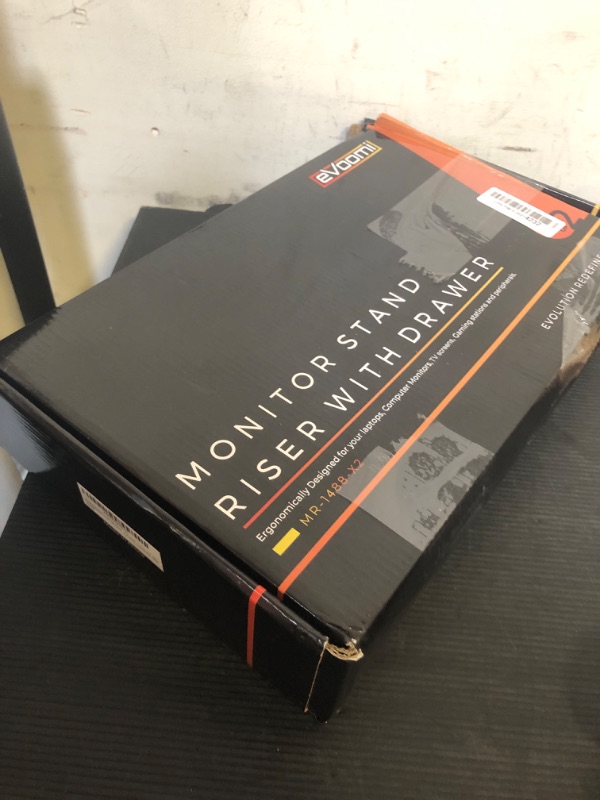 eVoomi
MONITOR STAND
RISER WITH DRAWER
Ergonomically Designed for your laptops, Computer Monitors, TV screens, Gaming stations and peripherals.
MR-1488-X2
EVOLUTION REDEFINE